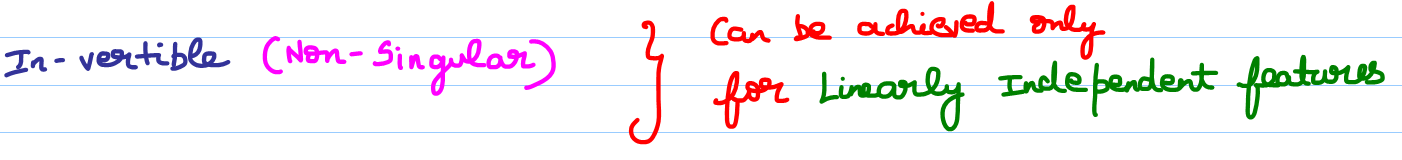 In-vertible (Non-Singular) } Can be achieved only
for Linearly Independent features